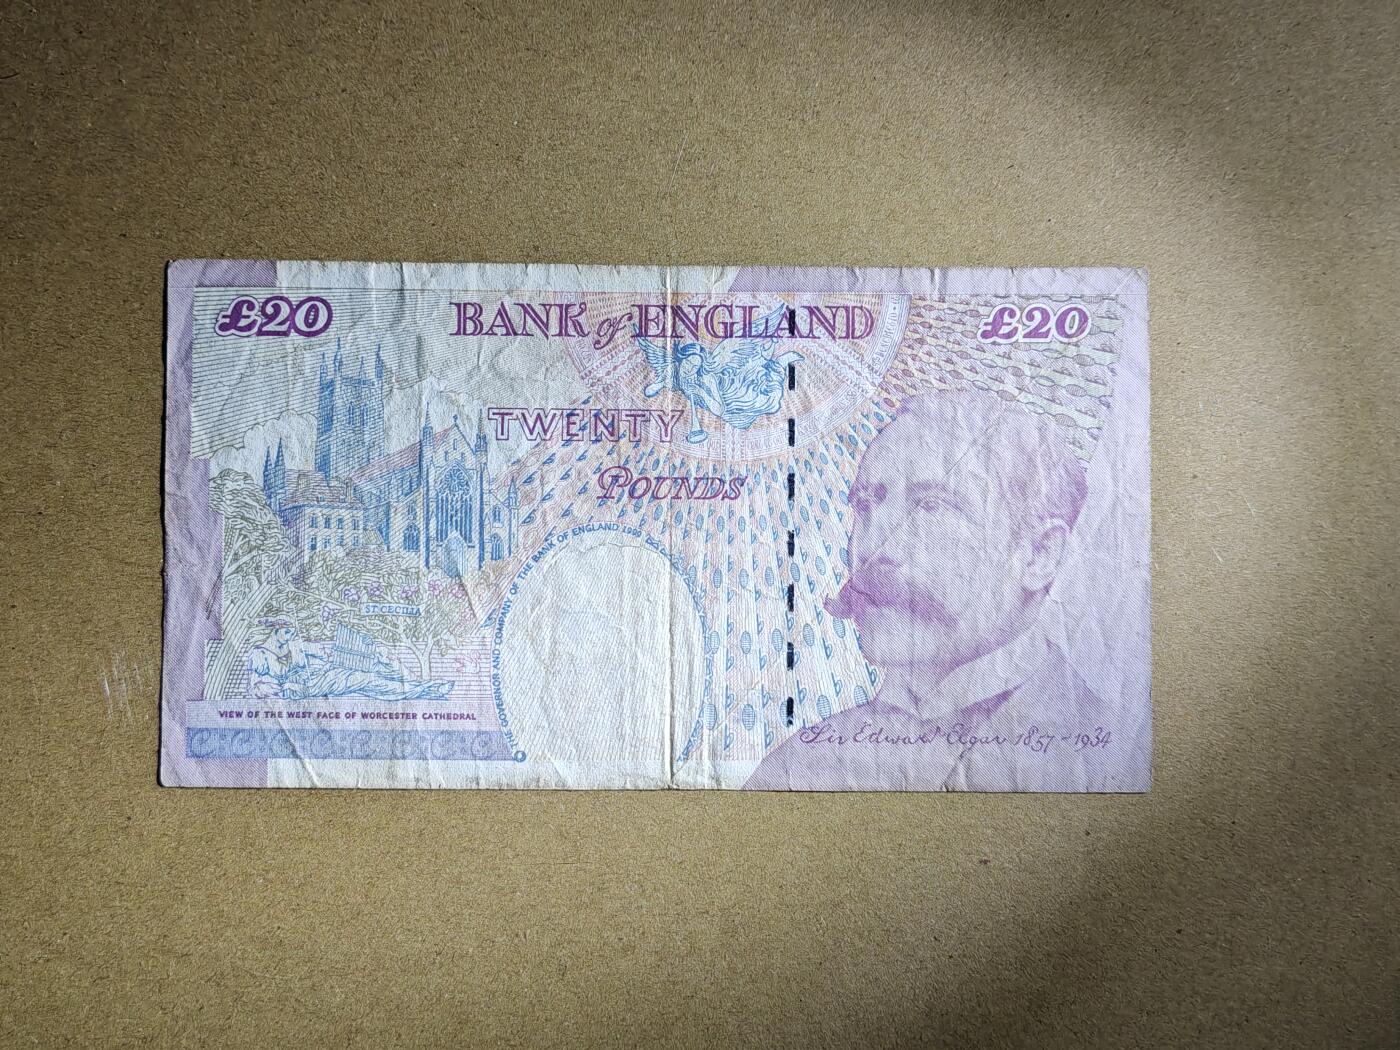 £20 BANK of ENGLAND £20
TWENTY
POUNDS
THE GOVERNOR AND COMPANY OF THE BANK OF ENGLAND 1999
ST CECILIA
VIEW OF THE WEST FACE OF WORCESTER CATHEDRAL
Sir Edward Elgar 1857-1934